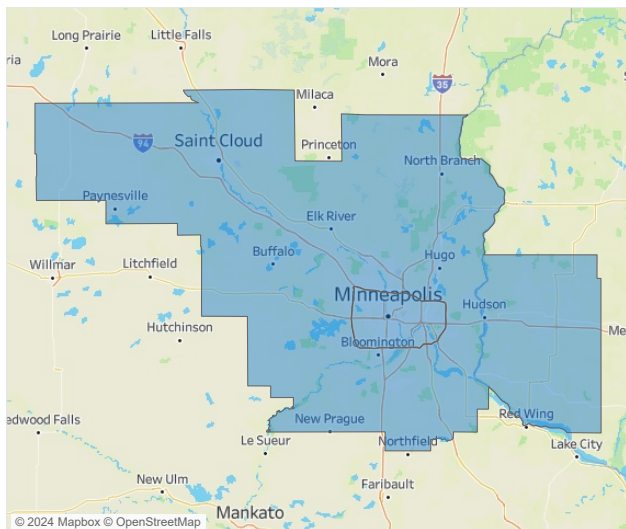 Long Prairie
Little Falls
Mora
35
ria
Milaca
94
Saint Cloud
Princeton
North Branch
Paynesville
Elk River
Buffalo
Hugo
Willmar
Litchfield
Minneapolis
Hudson
Hutchinson
Me
Bloomington
edwood Falls
New Prague
Red Wing
Le Sueur
Northfield
Lake City
New Ulm
Faribault
Mankato
© 2024 Mapbox © OpenStreetMap